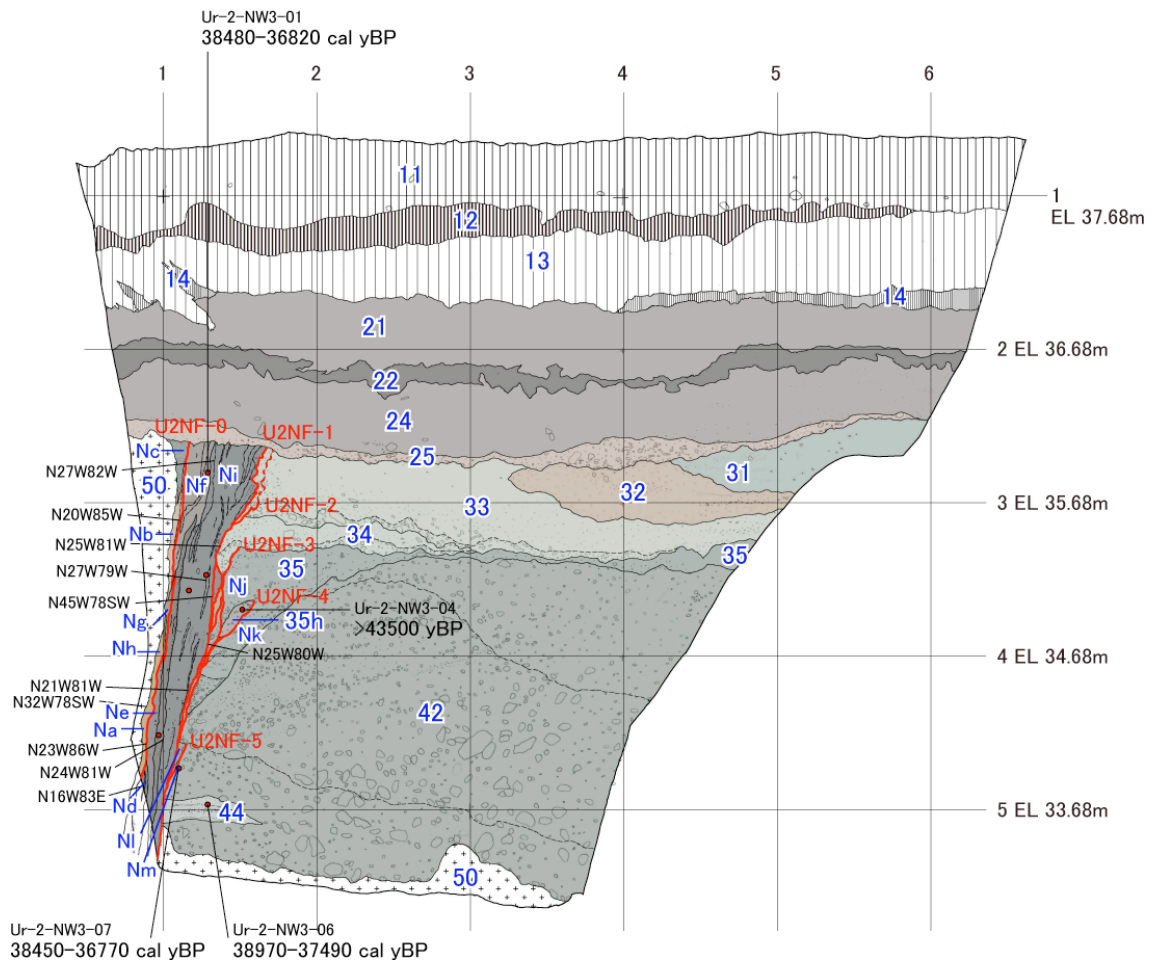 Ur-2-NW3-01
38480-36820 cal yBP
1 2 3 4 5 6
11
1
EL 37.68m
12
13
14
14
21
2 EL 36.68m
22
24
U2NF-0
U2NF-1
25
Nc
N27W82W
Ni
31
50
Nf
32
33
3 EL 35.68m
U2NF-2
N20W85W
Nb
34
N25W81W
U2NF-3
35
35
N27W79W
Nj
N45W78SW
U2NF-4
Ur-2-NW3-04
>43500 yBP
Ng
35h
Nk
Nh
N25W80W
4 EL 34.68m
N21W81W
N32W78SW
Ne
42
Na
U2NF-5
N23W86W
N24W81W
N16W83E
Nd
44
5 EL 33.68m
Nl
Nm
50
Ur-2-NW3-07
38450-36770 cal yBP
Ur-2-NW3-06
38970-37490 cal yBP